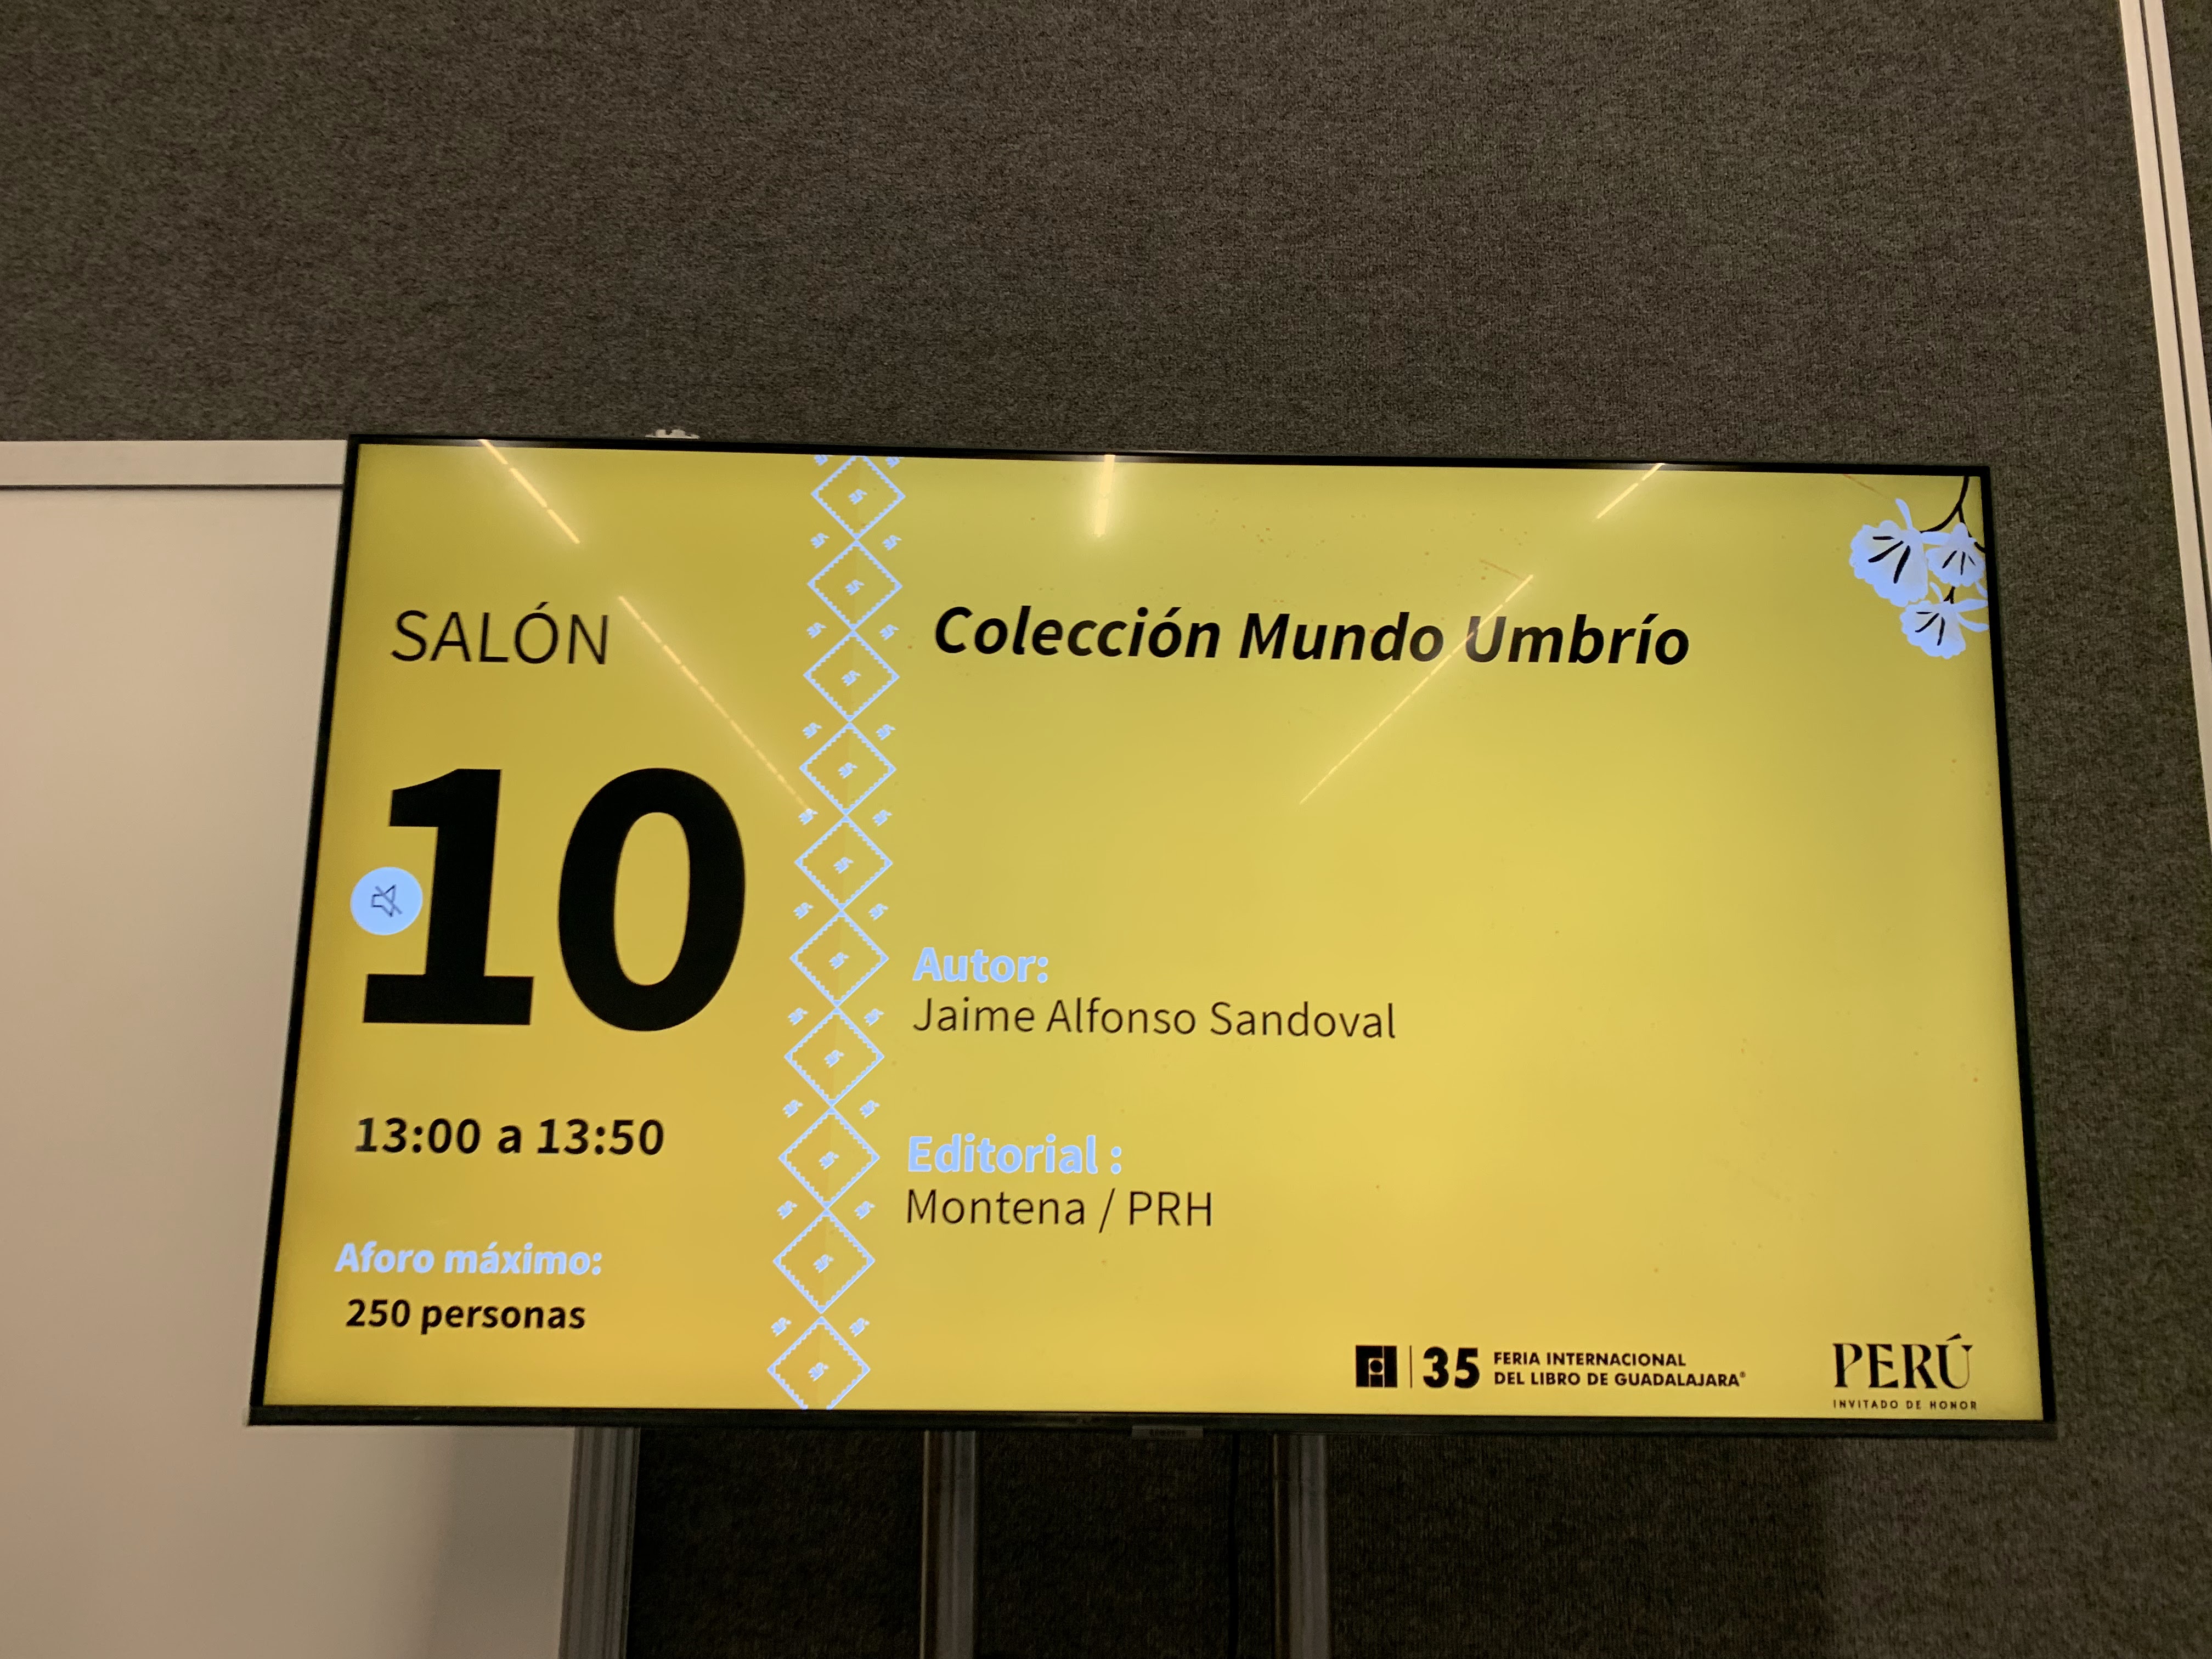 SALÓN
10
13:00 a 13:50
Aforo máximo:
250 personas
Colección Mundo Umbrío
Autor:
Jaime Alfonso Sandoval
Editorial :
Montena / PRH
FIL 35 FERIA INTERNACIONAL
DEL LIBRO DE GUADALAJARA®
PERÚ
INVITADO DE HONOR